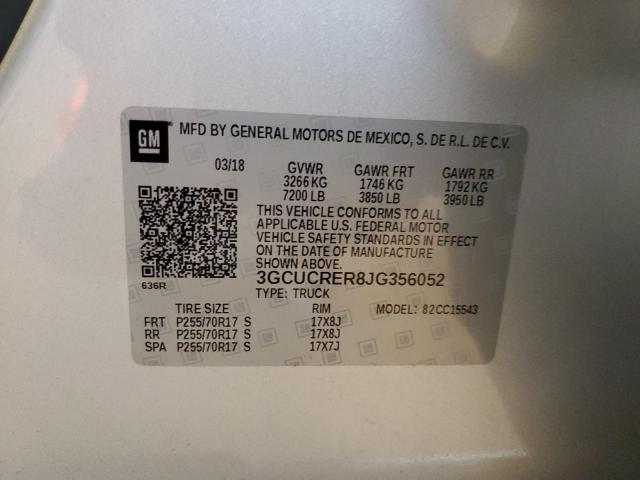 GM MFD BY GENERAL MOTORS DE MEXICO, S. DE R.L. DE C.V.
03/18 GVWR GAWR FRT GAWR RR
3266 KG 1746 KG 1792 KG
7200 LB 3850 LB 3950 LB
THIS VEHICLE CONFORMS TO ALL
APPLICABLE U.S. FEDERAL MOTOR
VEHICLE SAFETY STANDARDS IN EFFECT
ON THE DATE OF MANUFACTURE
SHOWN ABOVE.
636R
3GCUCRER8JG356052
TYPE: TRUCK
TIRE SIZE RIM MODEL: 82CC15543
FRT P255/70R17 S 17X8J
RR P255/70R17 S 17X8J
SPA P255/70R17 S 17X7J